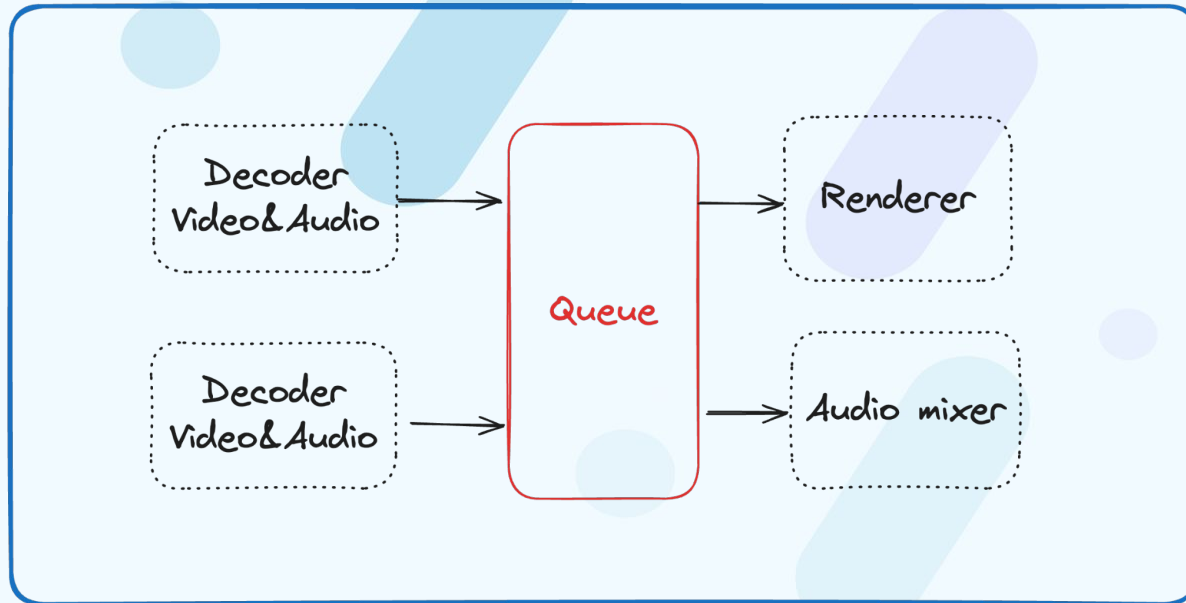 Decoder
Video&Audio
Renderer
Queue
Decoder
Video&Audio
Audio mixer